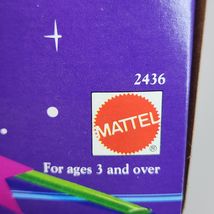 2436
MATTEL
®
For ages 3 and over